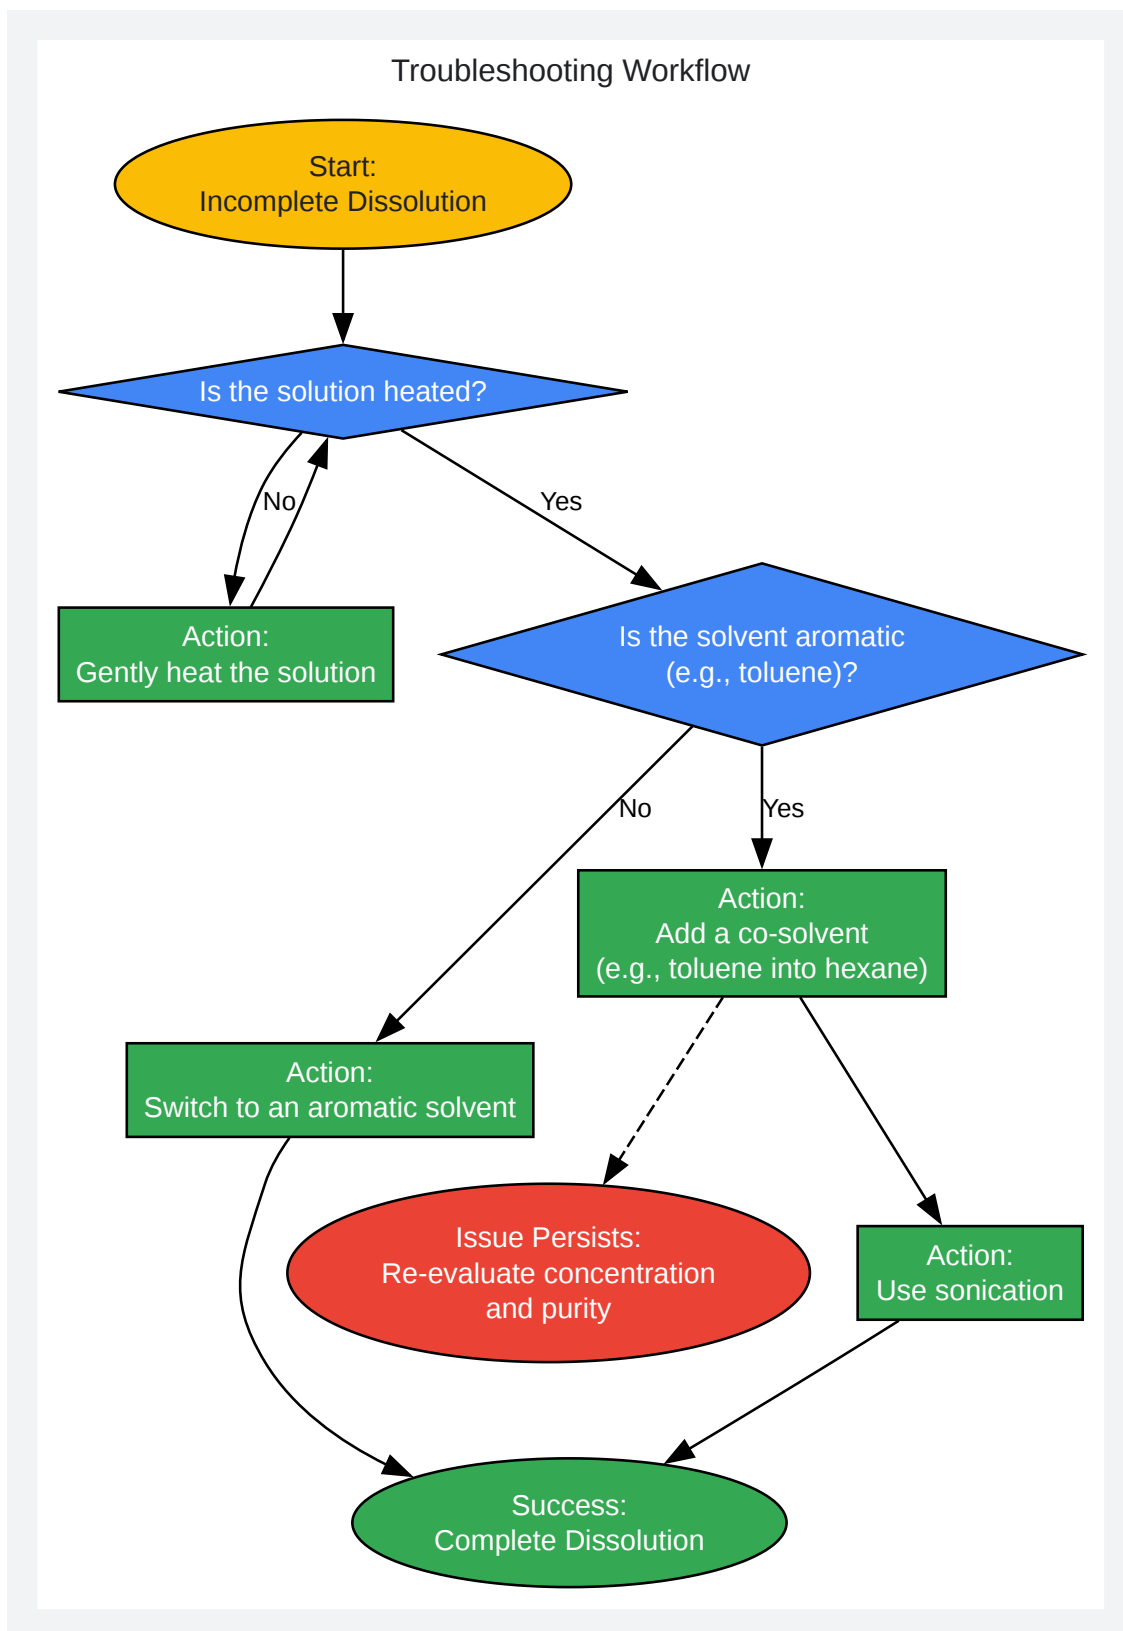 Troubleshooting Workflow
Start:
Incomplete Dissolution
Is the solution heated?
No
Yes
Action:
Gently heat the solution
Is the solvent aromatic
(e.g., toluene)?
No
Yes
Action:
Add a co-solvent
(e.g., toluene into hexane)
Action:
Switch to an aromatic solvent
Issue Persists:
Re-evaluate concentration
and purity
Action:
Use sonication
Success:
Complete Dissolution